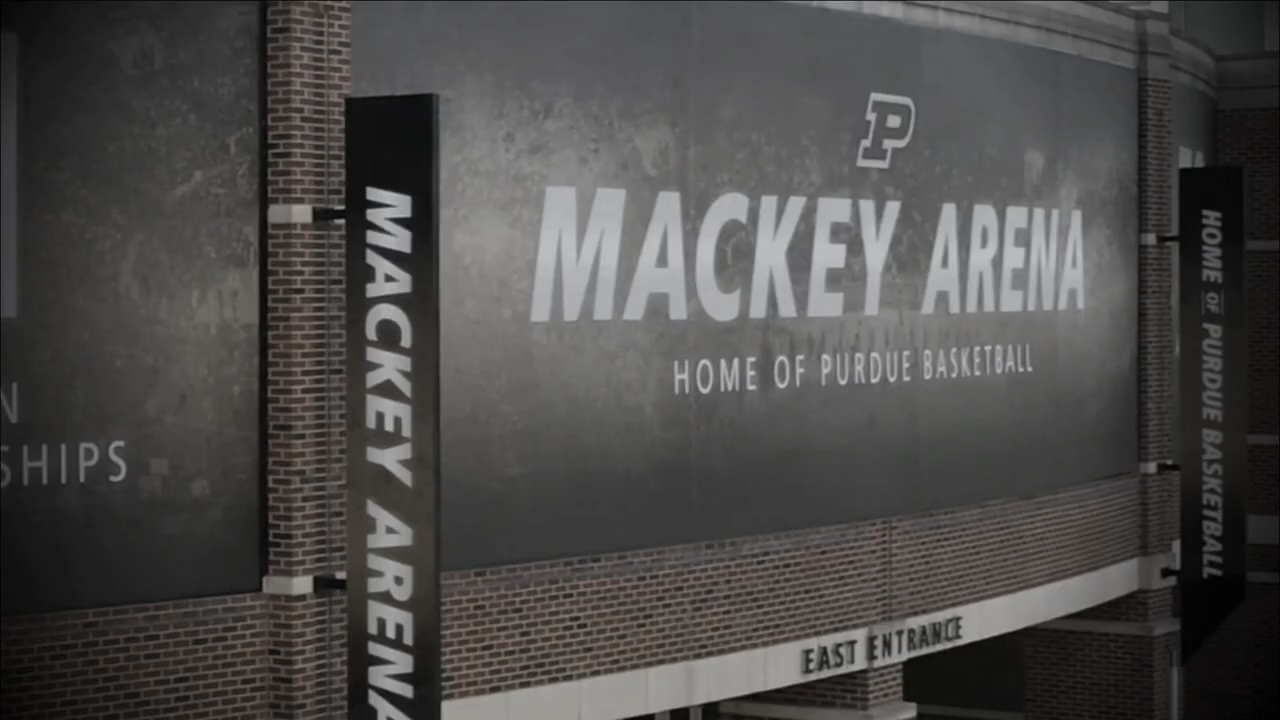 N
SHIPS
MACKEY ARENA
P
MACKEY ARENA
HOME OF PURDUE BASKETBALL
EAST ENTRANCE
HOME OF PURDUE BASKETBALL